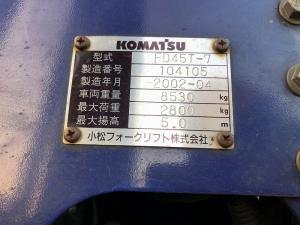 KOMATSU
型式 FD45T-7
製造番号 104105
製造年月 -2002-04
車両重量 8530 kg
最大荷重 2800 kg
最大揚高 5.0 m
小松フォークリフト株式会社